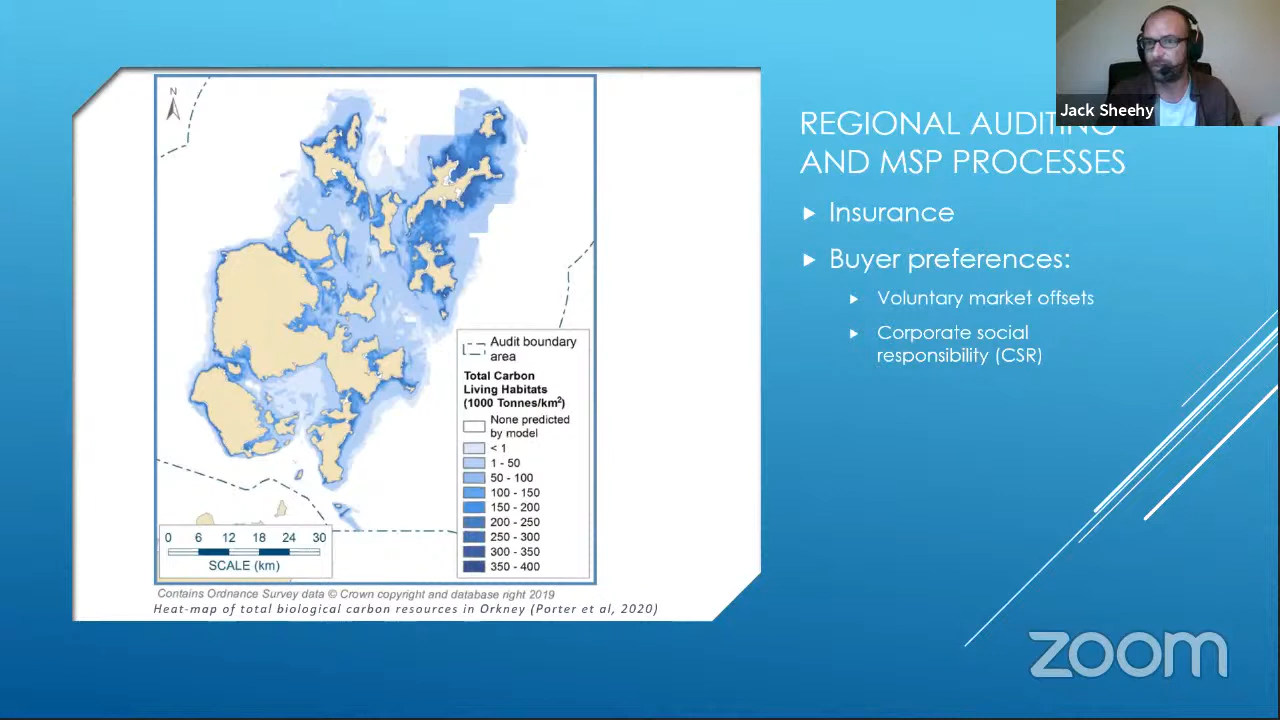 Jack Sheehy
REGIONAL AUDITING
AND MSP PROCESSES
Insurance
Buyer preferences:
Voluntary market offsets
Corporate social
responsibility (CSR)
N
Audit boundary
area
Total Carbon
Living Habitats
(1000 Tonnes/km²)
None predicted
by model
< 1
1 - 50
50 - 100
100 - 150
150 - 200
200 - 250
250 - 300
300 - 350
350 - 400
0 6 12 18 24 30
SCALE (km)
Contains Ordnance Survey data © Crown copyright and database right 2019
Heat-map of total biological carbon resources in Orkney (Porter et al, 2020)
zoom